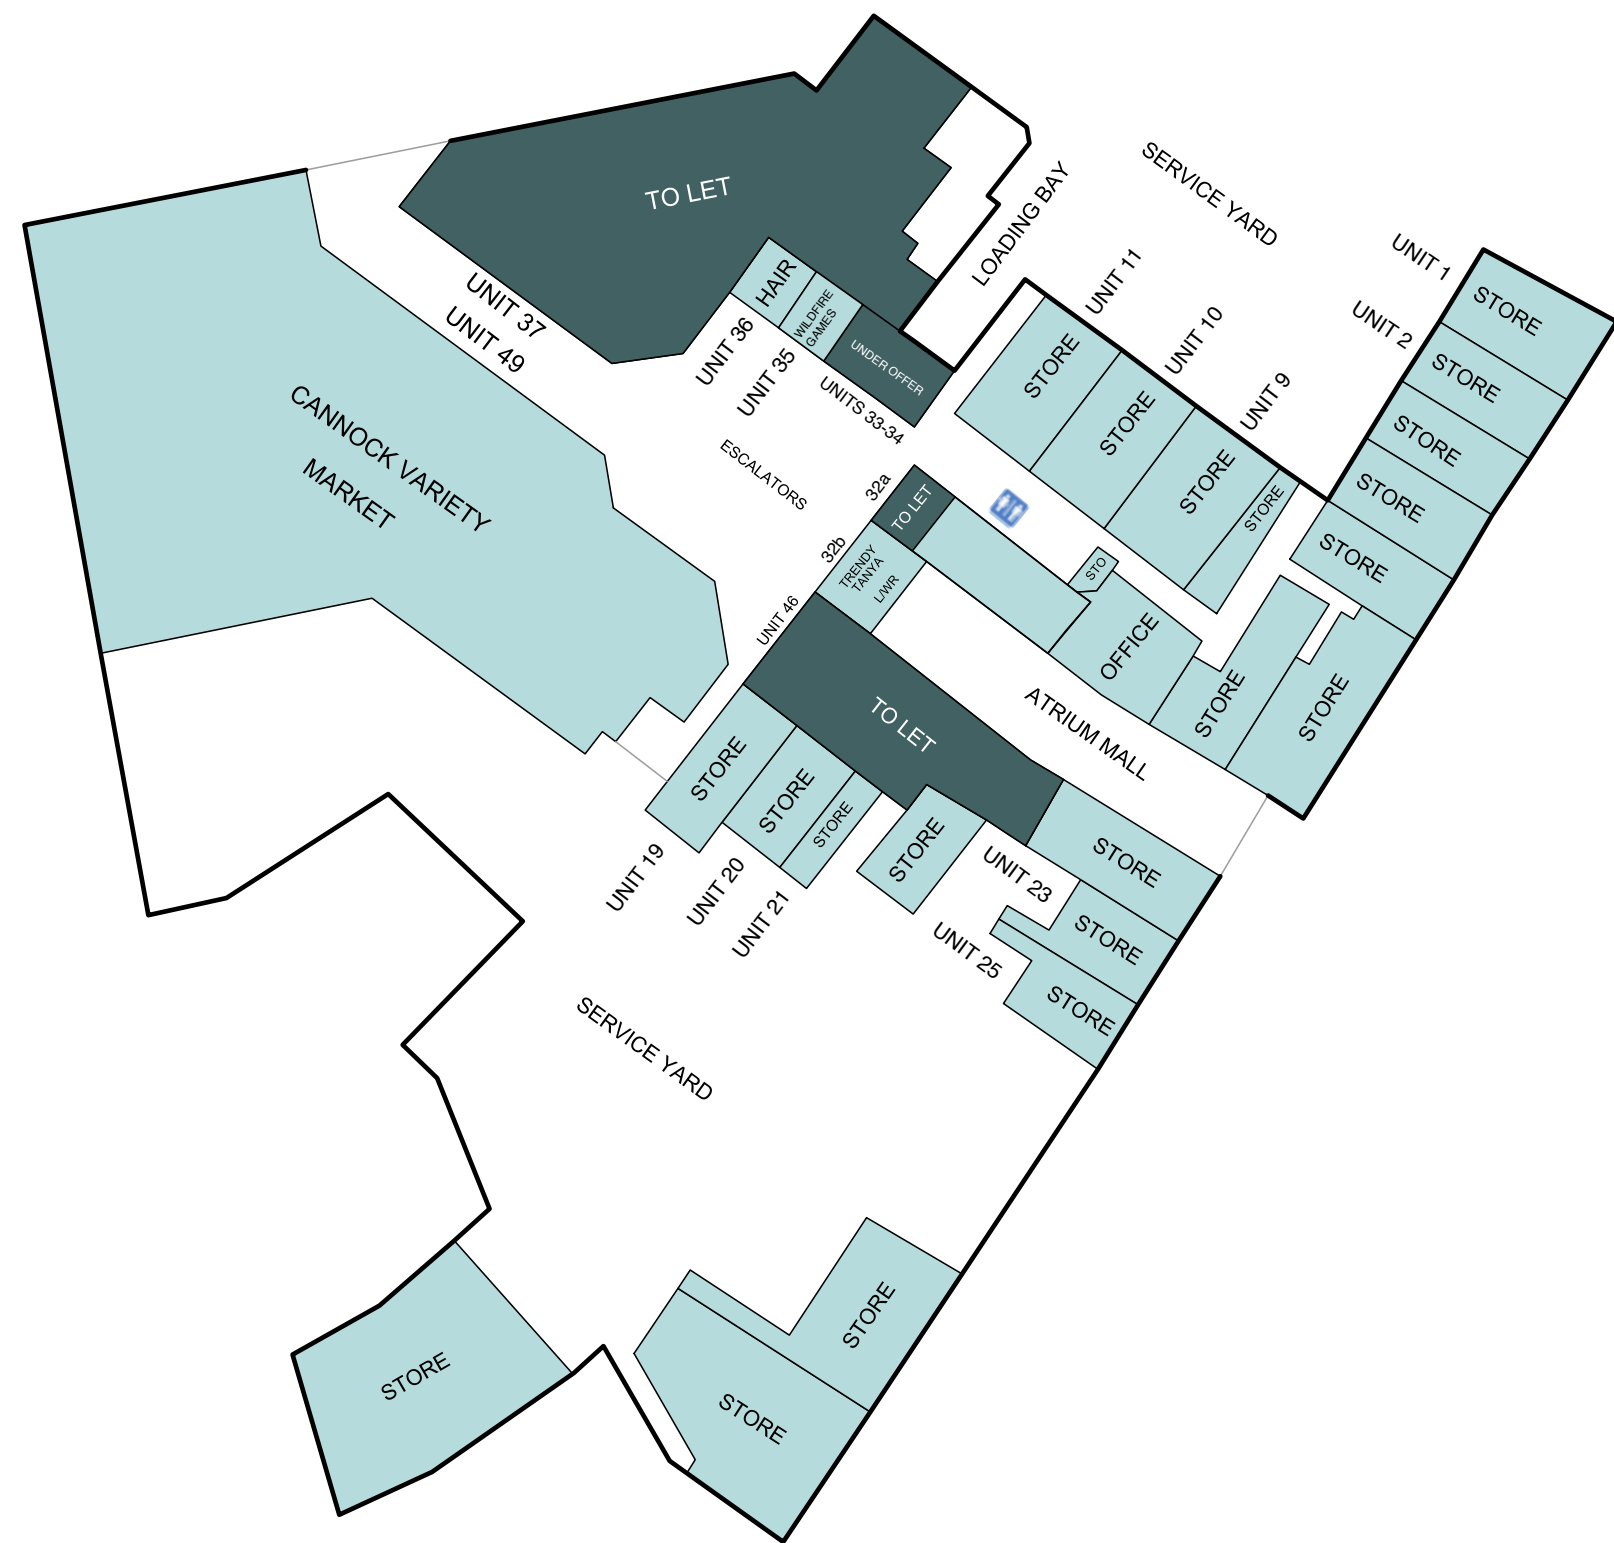 TO LET
SERVICE YARD
LOADING BAY
UNIT 1
UNIT 2
UNIT 11
UNIT 10
UNIT 9
HAIR
WILDFIRE
GAMES
UNDER OFFER
UNIT 37
UNIT 49
UNIT 36
UNIT 35
UNITS 33-34
CANNOCK VARIETY
MARKET
ESCALATORS
STORE
STORE
STORE
STORE
STORE
STORE
STORE
STORE
STORE
32a
TO LET
32b
TRENDY
TANYA
L/WR
STO
OFFICE
STORE
STORE
UNIT 46
TO LET
ATRIUM MALL
STORE
STORE
STORE
STORE
STORE
STORE
STORE
UNIT 19
UNIT 20
UNIT 21
UNIT 23
UNIT 25
SERVICE YARD
STORE
STORE
STORE